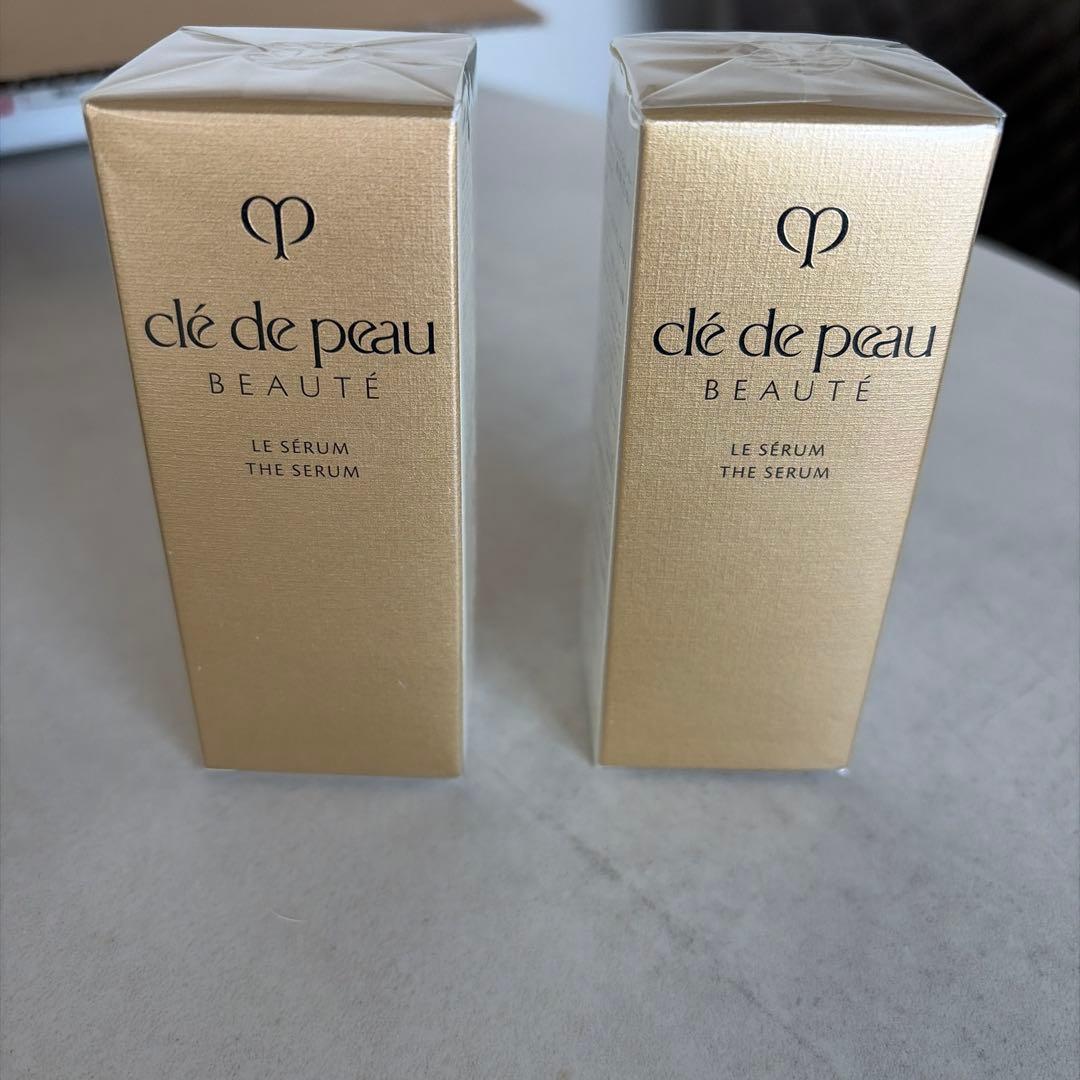 clé de peau
BEAUTÉ
LE SÉRUM
THE SERUM
clé de peau
BEAUTÉ
LE SÉRUM
THE SERUM